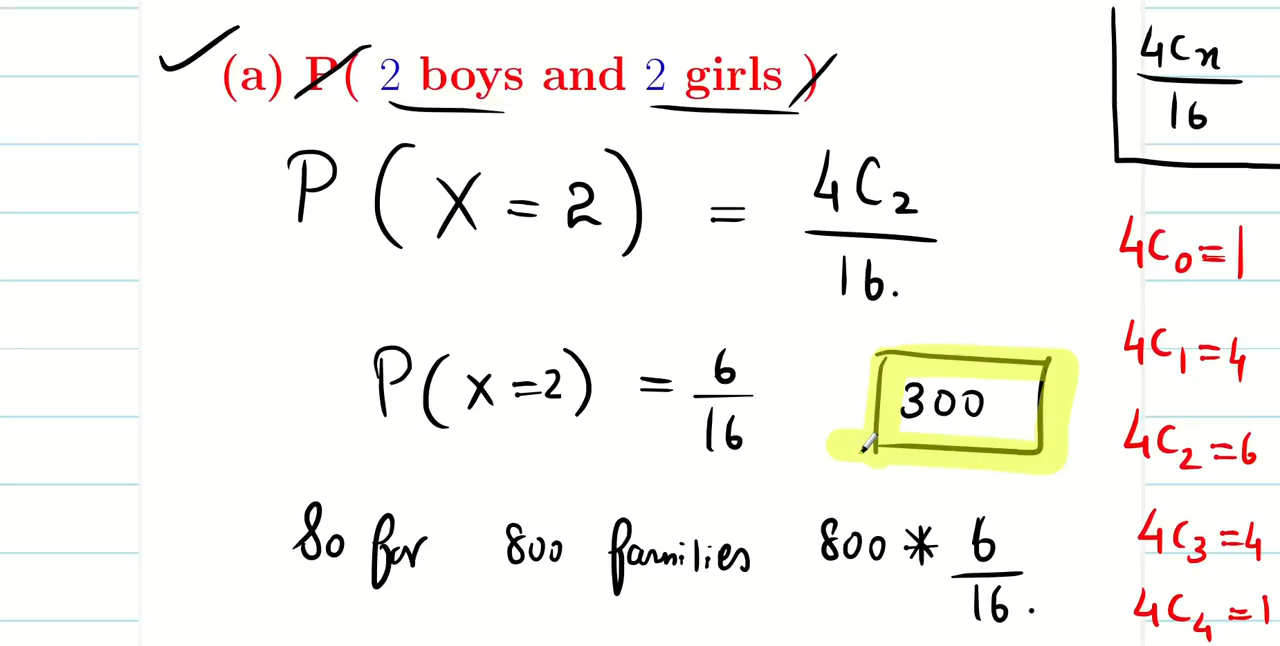 (a) P( 2 boys and 2 girls )
P ( X = 2 ) = 4C₂ / 16.
P ( x = 2 ) = 6 / 16
300
So for 800 families 800 * 6 / 16.
4Cx / 16
4C₀ = 1
4C₁ = 4
4C₂ = 6
4C₃ = 4
4C₄ = 1